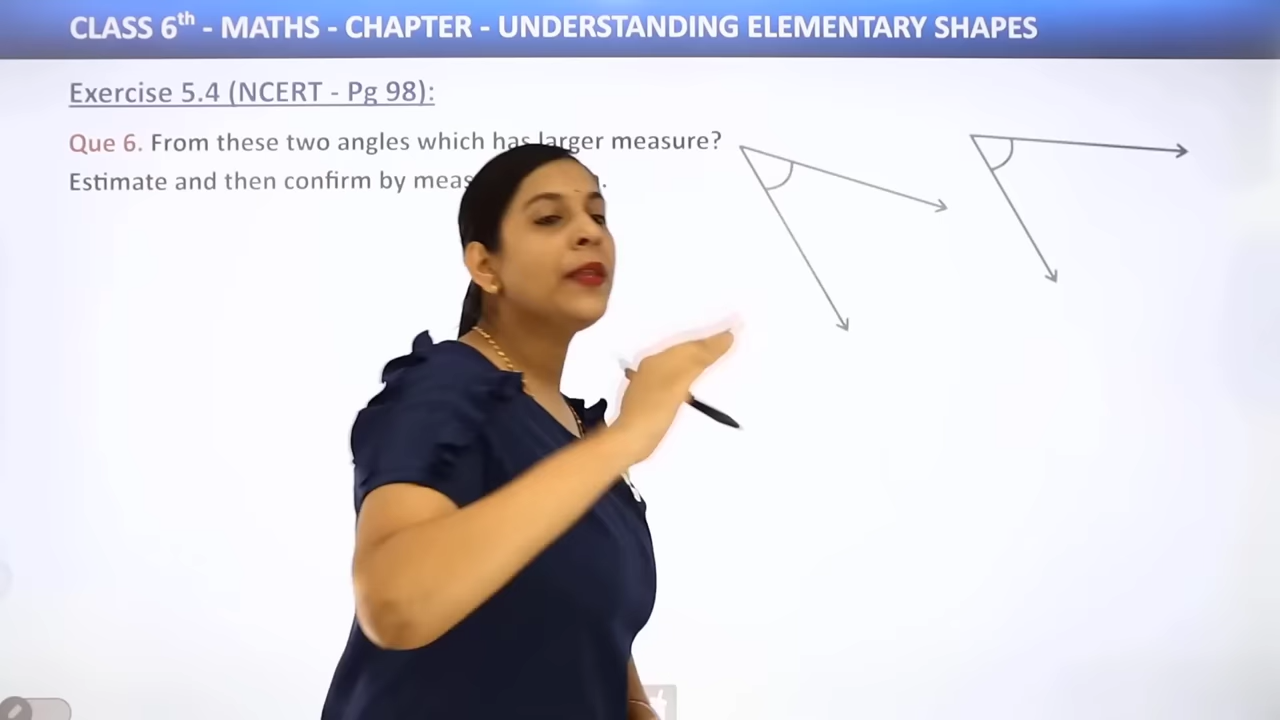 CLASS 6th - MATHS - CHAPTER - UNDERSTANDING ELEMENTARY SHAPES
Exercise 5.4 (NCERT - Pg 98):
Que 6. From these two angles which has larger measure?
Estimate and then confirm by